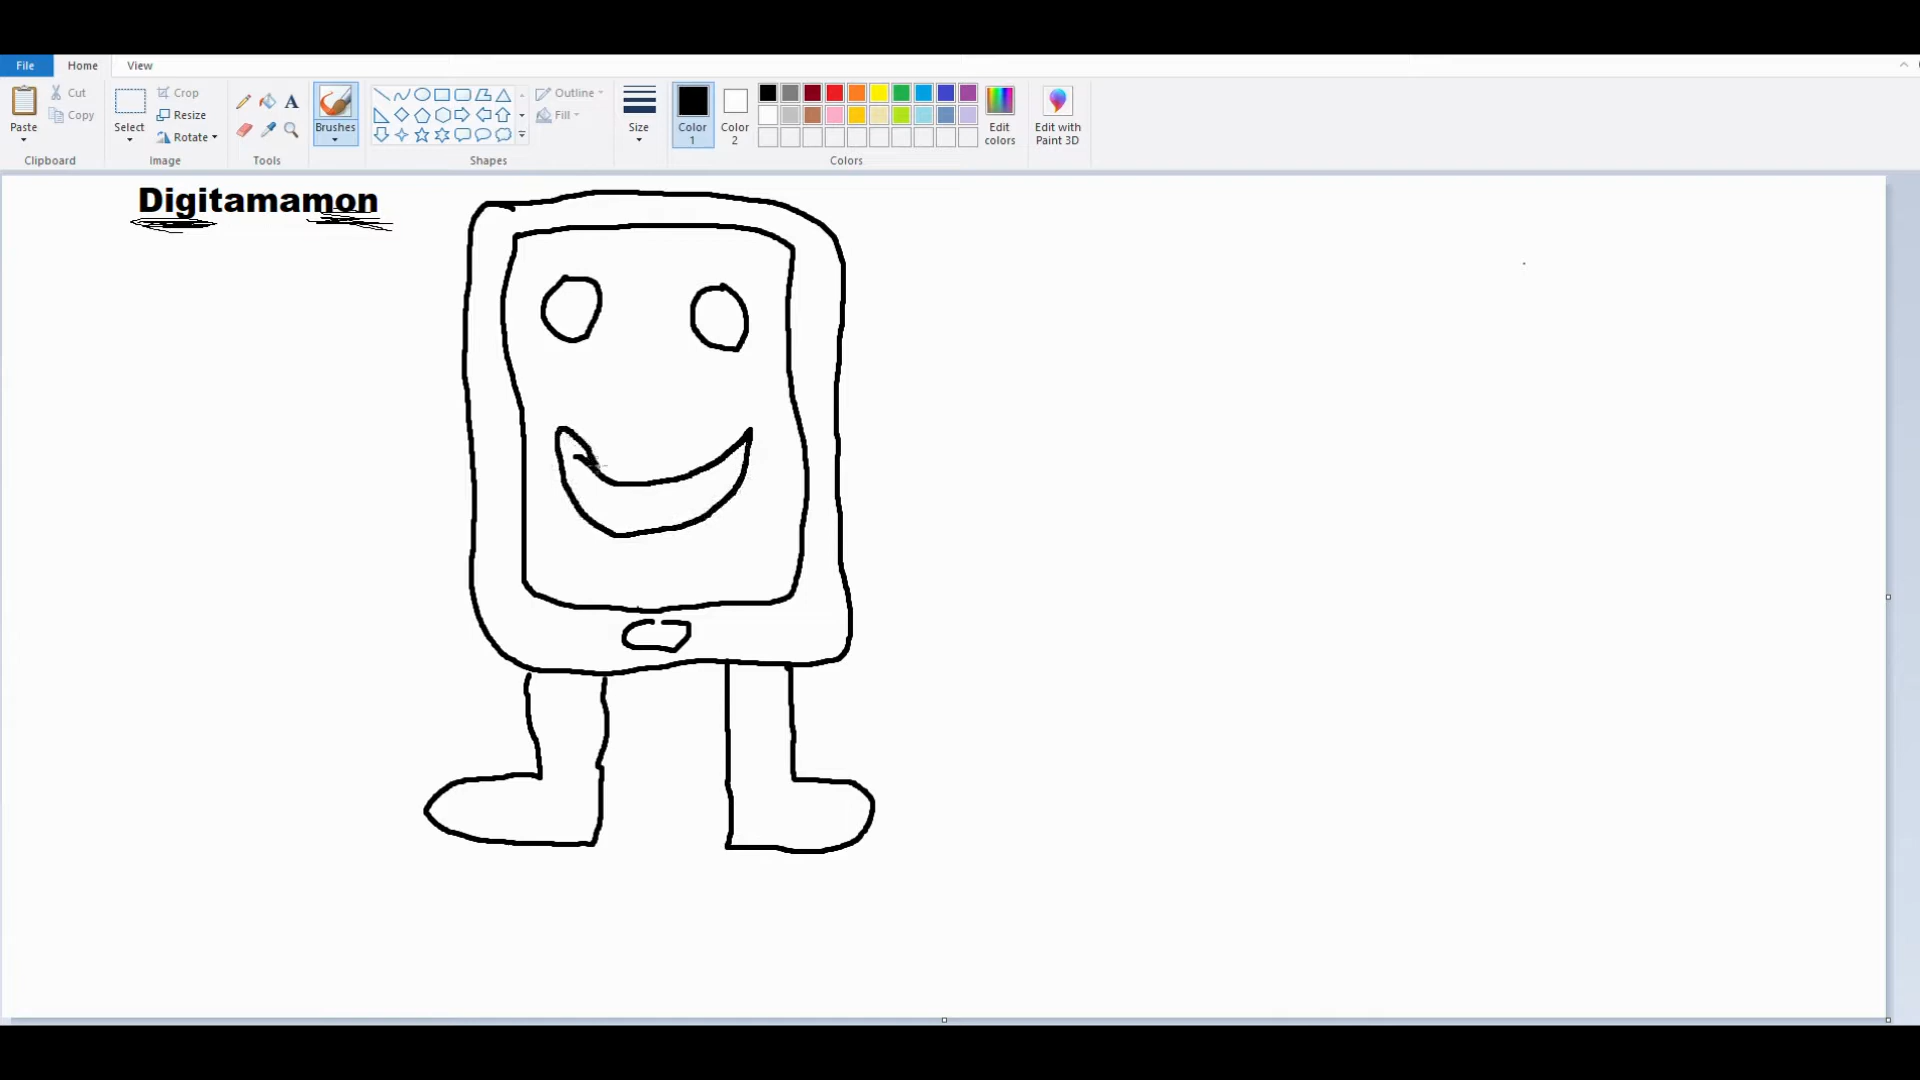 File Home View
Paste Cut Copy Clipboard
Select Crop Resize Rotate Image
Tools
Brushes
Outline Fill Shapes
Size
Color 1 Color 2 Edit colors Colors
Edit with Paint 3D
Digitamamon